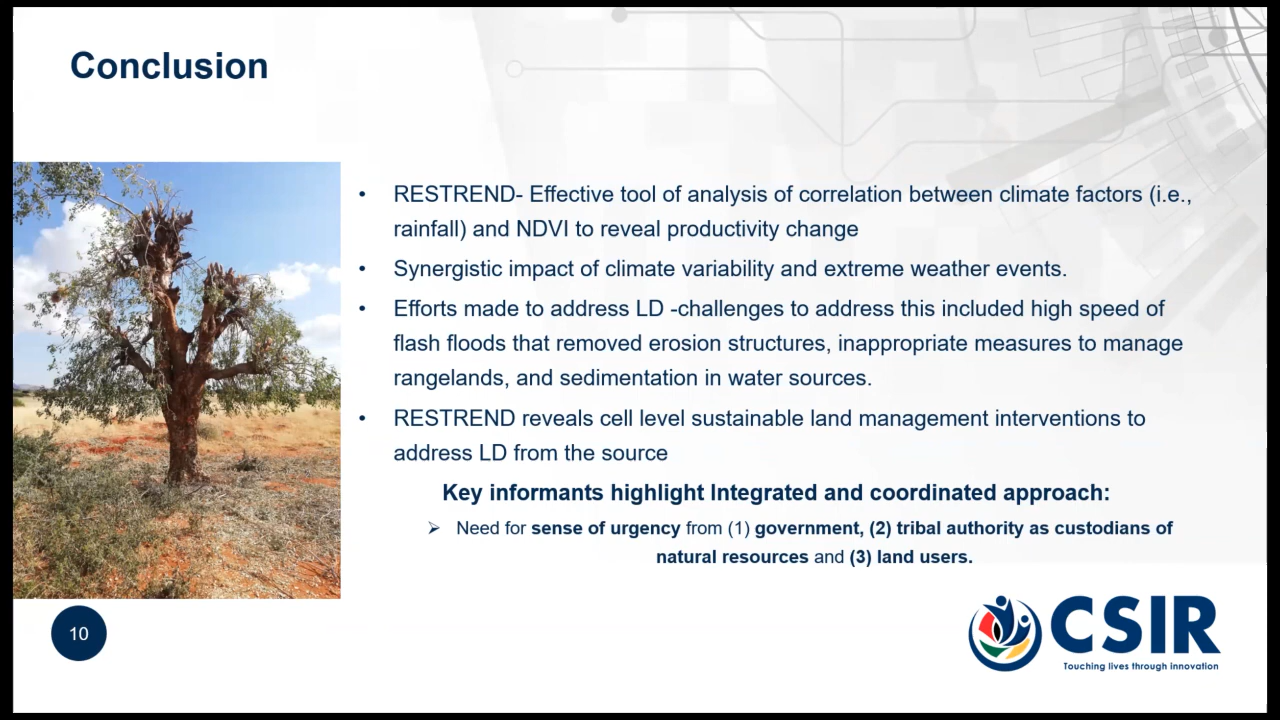 Conclusion
• RESTREND- Effective tool of analysis of correlation between climate factors (i.e.,
rainfall) and NDVI to reveal productivity change
• Synergistic impact of climate variability and extreme weather events.
• Efforts made to address LD -challenges to address this included high speed of
flash floods that removed erosion structures, inappropriate measures to manage
rangelands, and sedimentation in water sources.
• RESTREND reveals cell level sustainable land management interventions to
address LD from the source
Key informants highlight Integrated and coordinated approach:
➢ Need for sense of urgency from (1) government, (2) tribal authority as custodians of
natural resources and (3) land users.
10
CSIR
Touching lives through innovation